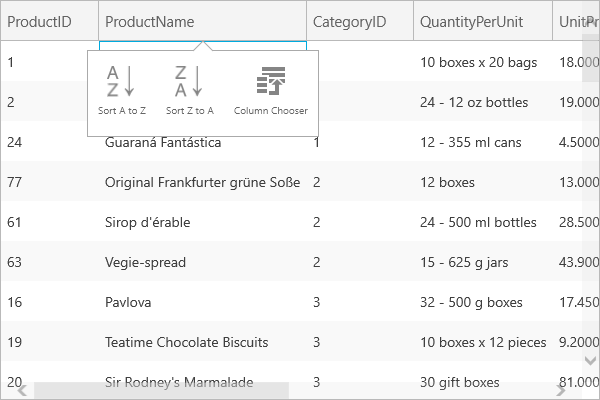 ProductID ProductName CategoryID QuantityPerUnit UnitPr
1 10 boxes x 20 bags 18.000
Sort A to Z Sort Z to A Column Chooser
2 24 - 12 oz bottles 19.000
24 Guaraná Fantástica 1 12 - 355 ml cans 4.5000
77 Original Frankfurter grüne Soße 2 12 boxes 13.000
61 Sirop d'érable 2 24 - 500 ml bottles 28.500
63 Vegie-spread 2 15 - 625 g jars 43.900
16 Pavlova 3 32 - 500 g boxes 17.450
19 Teatime Chocolate Biscuits 3 10 boxes x 12 pieces 9.2000
20 Sir Rodney's Marmalade 3 30 gift boxes 81.000